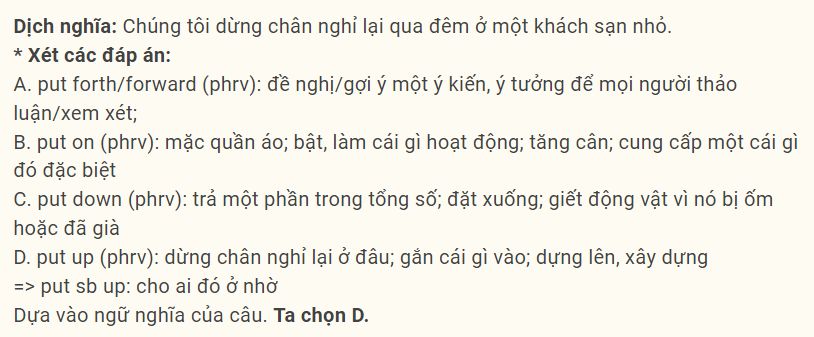 Dịch nghĩa: Chúng tôi dừng chân nghỉ lại qua đêm ở một khách sạn nhỏ.
* Xét các đáp án:
A. put forth/forward (phrv): đề nghị/gợi ý một ý kiến, ý tưởng để mọi người thảo
luận/xem xét;
B. put on (phrv): mặc quần áo; bật, làm cái gì hoạt động; tăng cân; cung cấp một cái gì
đó đặc biệt
C. put down (phrv): trả một phần trong tổng số; đặt xuống; giết động vật vì nó bị ốm
hoặc đã già
D. put up (phrv): dừng chân nghỉ lại ở đâu; gắn cái gì vào; dựng lên, xây dựng
=> put sb up: cho ai đó ở nhờ
Dựa vào ngữ nghĩa của câu. Ta chọn D.